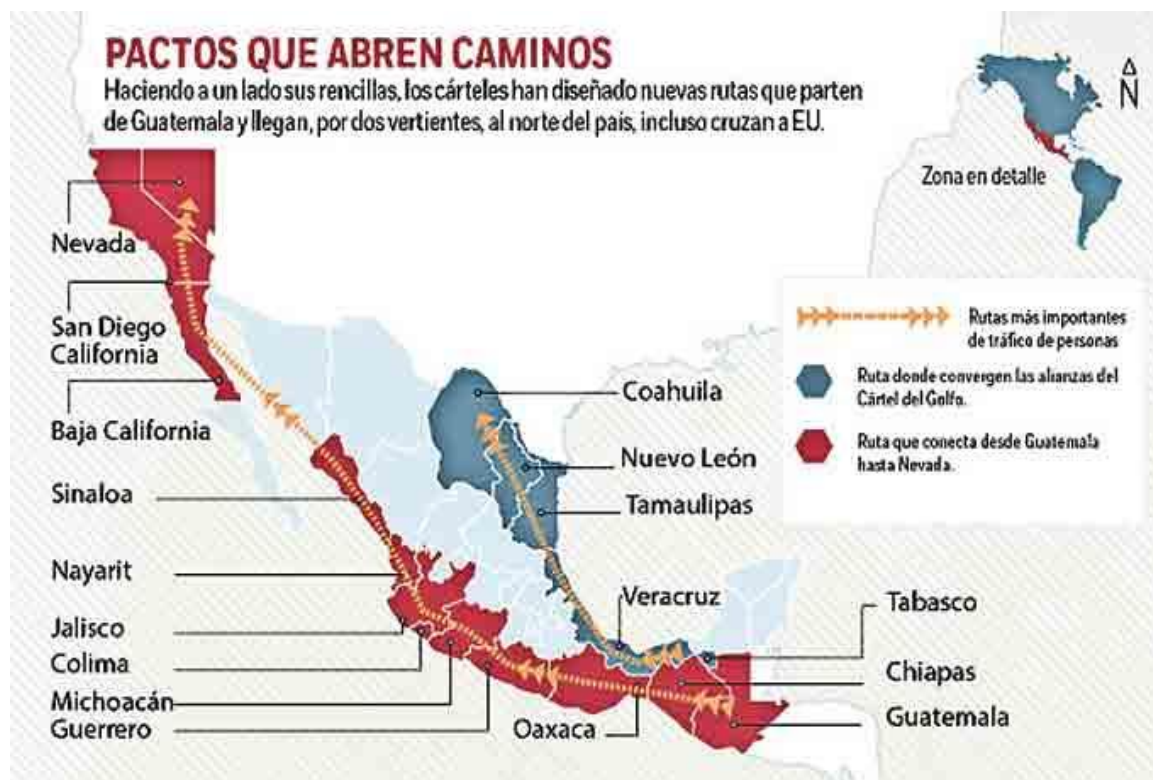 PACTOS QUE ABREN CAMINOS
Haciendo a un lado sus rencillas, los cárteles han diseñado nuevas rutas que parten
de Guatemala y llegan, por dos vertientes, al norte del país, incluso cruzan a EU.
N
Zona en detalle
Nevada
San Diego
California
Baja California
Sinaloa
Nayarit
Jalisco
Colima
Michoacán
Guerrero
Oaxaca
Coahuila
Nuevo León
Tamaulipas
Veracruz
Tabasco
Chiapas
Guatemala
Rutas más importantes
de tráfico de personas
Ruta donde convergen las alianzas del
Cártel del Golfo.
Ruta que conecta desde Guatemala
hasta Nevada.